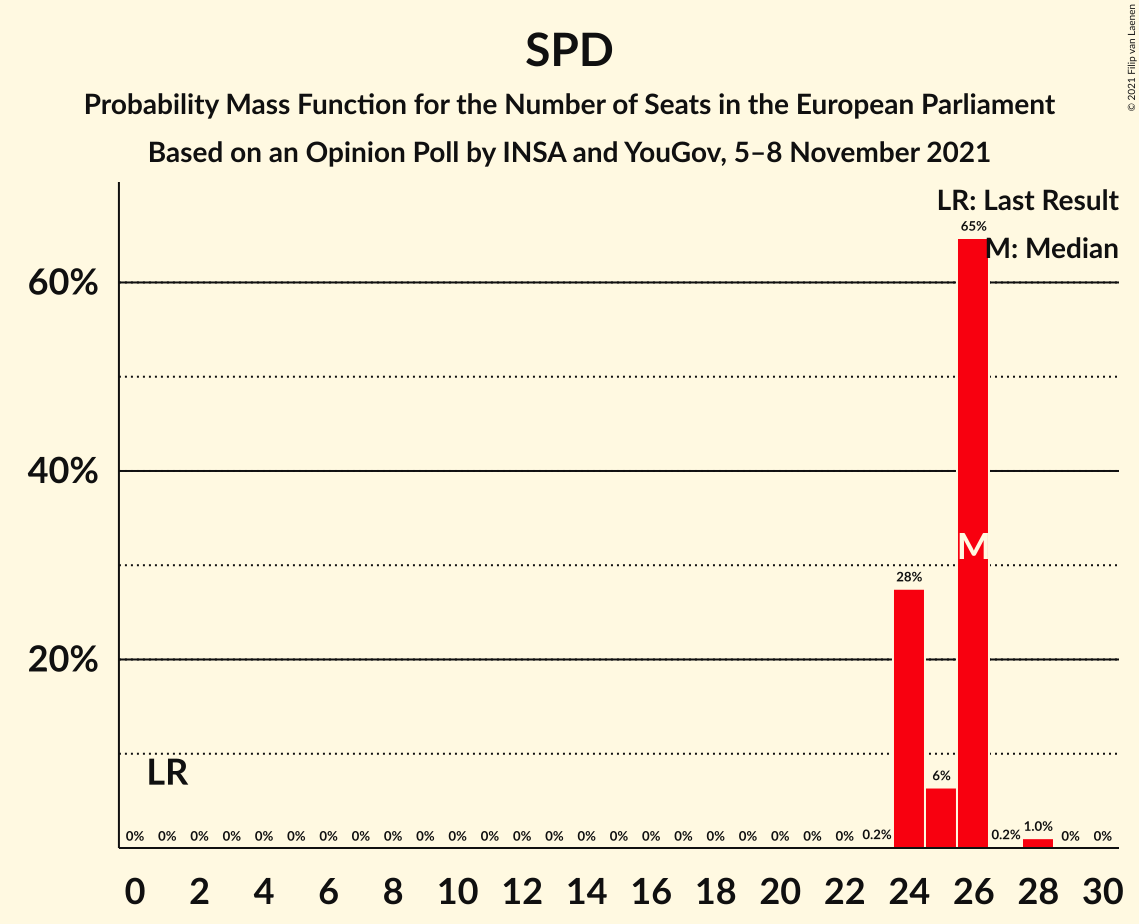 © 2021 Filip van Laenen
SPD
Probability Mass Function for the Number of Seats in the European Parliament
Based on an Opinion Poll by INSA and YouGov, 5–8 November 2021
LR: Last Result
M: Median
65%
60%
40%
M
28%
20%
LR
6%
0% 0% 0% 0% 0% 0% 0% 0% 0% 0% 0% 0% 0% 0% 0% 0% 0% 0% 0% 0% 0% 0% 0% 0.2% 0.2% 1.0% 0% 0%
0 2 4 6 8 10 12 14 16 18 20 22 24 26 28 30